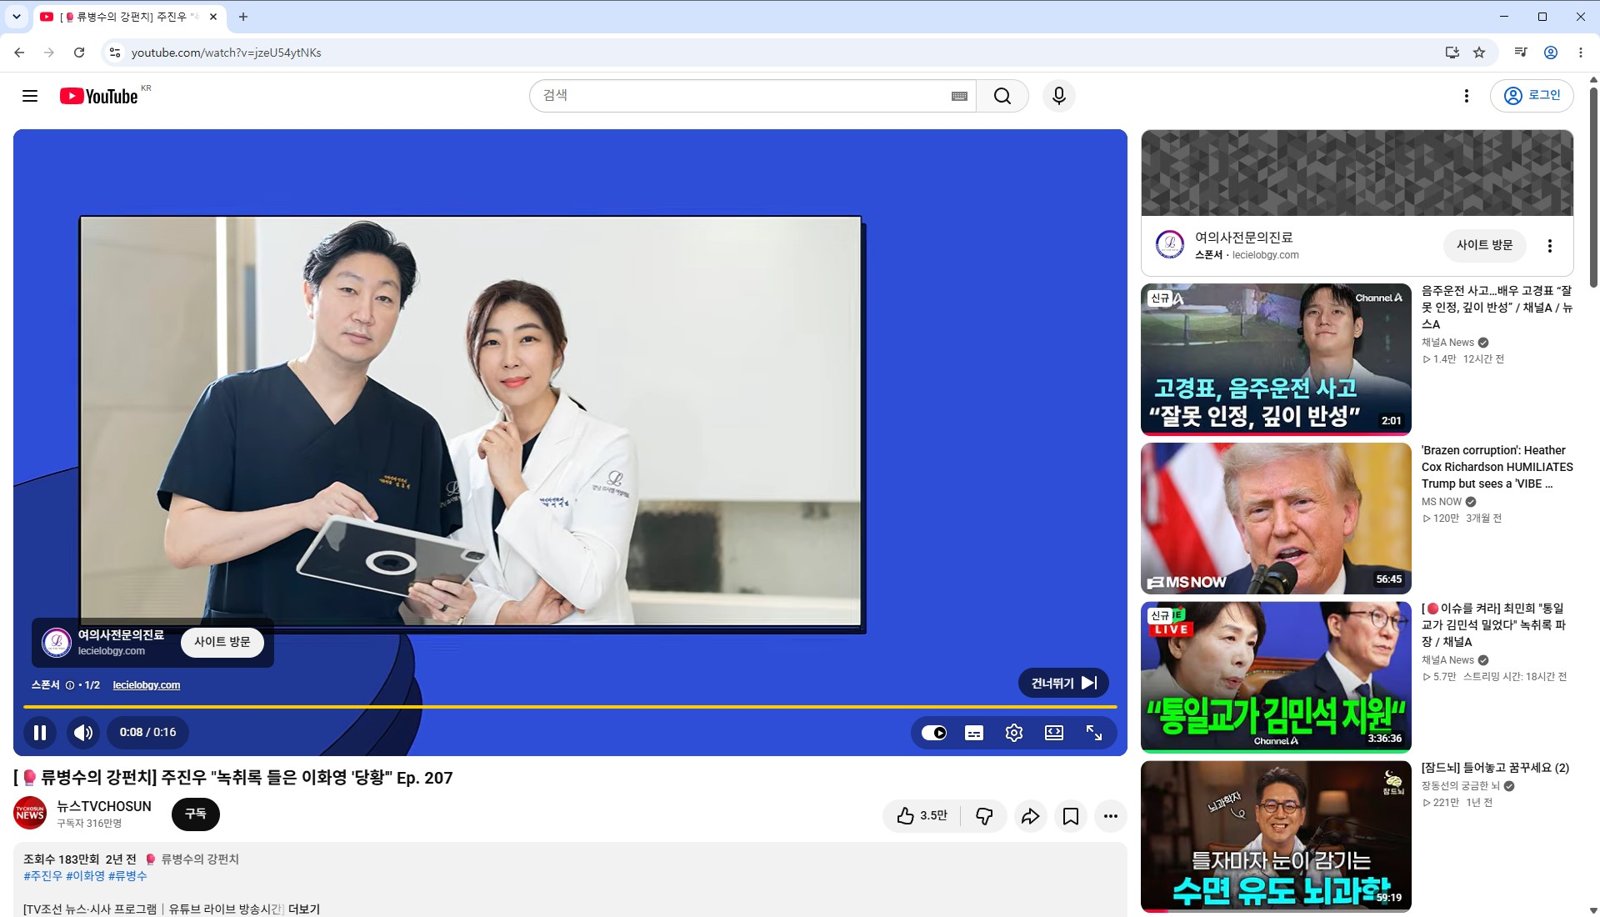 [🥊류병수의 강펀치] 주진우 "녹
youtube.com/watch?v=jzeU54ytNKs
YouTube KR
검색
로그인
여의사전문의진료
lecielobgy.com
사이트 방문
스폰서 · 1/2 lecielobgy.com
건너뛰기
0:08 / 0:16
[🥊류병수의 강펀치] 주진우 "녹취록 들은 이화영 '당황'" Ep. 207
TVCHOSUN
NEWS
뉴스TVCHOSUN
구독자 316만명
구독
3.5만
조회수 183만회 2년 전 🥊 류병수의 강펀치
#주진우 #이화영 #류병수
[TV조선 뉴스·시사 프로그램 | 유튜브 라이브 방송시간] 더보기
여의사전문의진료
스폰서 · lecielobgy.com
사이트 방문
신규
Channel A
고경표, 음주운전 사고
“잘못 인정, 깊이 반성”
2:01
음주운전 사고…배우 고경표 “잘
못 인정, 깊이 반성” / 채널A / 뉴
스A
채널A News
1.4만 12시간 전
MS NOW
56:45
'Brazen corruption': Heather
Cox Richardson HUMILIATES
Trump but sees a 'VIBE ...
MS NOW
120만 3개월 전
신규
LIVE
“통일교가 김민석 지원“
Channel A
3:36:36
[🔴이슈를 켜라] 최민희 "통일
교가 김민석 밀었다" 녹취록 파
장 / 채널A
채널A News
5.7만 스트리밍 시간: 18시간 전
뇌과학자
잠드뇌
틀자마자 눈이 감기는
수면 유도 뇌과학
59:19
[잠드뇌] 틀어놓고 꿈꾸세요 (2)
장동선의 궁금한 뇌
221만 1년 전